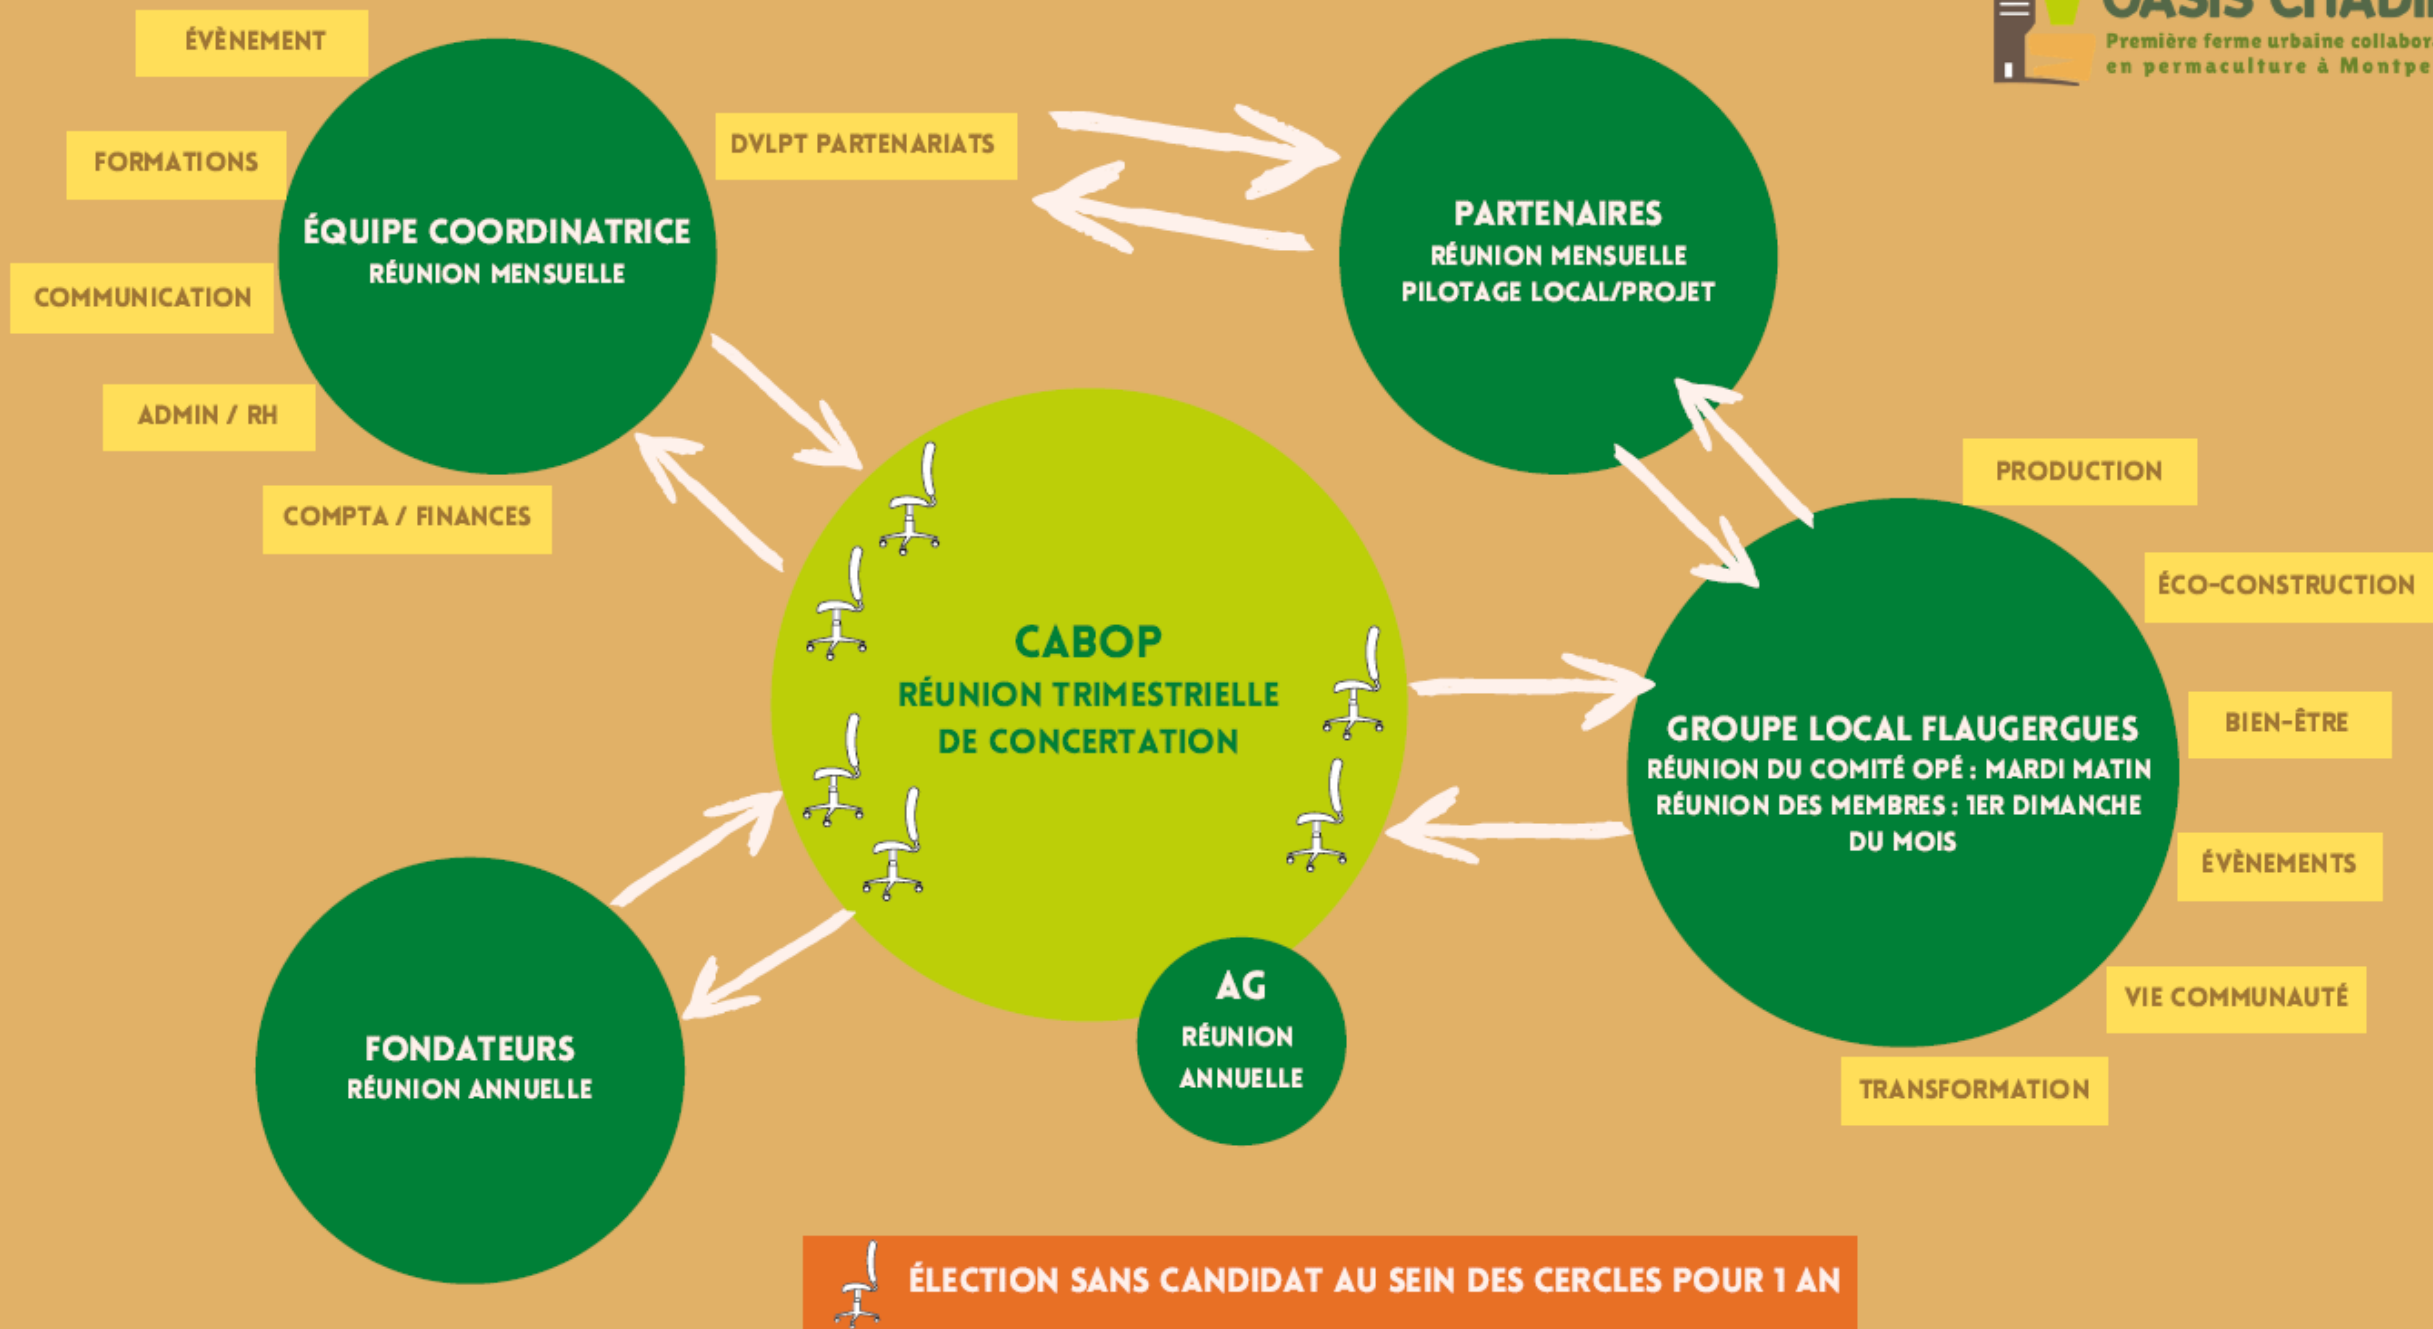 OASIS
Première ferme urbaine
en permaculture à
ÉVÈNEMENT
FORMATIONS
COMMUNICATION
ADMIN / RH
COMPTA / FINANCES
DVLPT PARTENARIATS
ÉQUIPE COORDINATRICE
RÉUNION MENSUELLE
PARTENAIRES
RÉUNION MENSUELLE
PILOTAGE LOCAL/PROJET
CABOP
RÉUNION TRIMESTRIELLE
DE CONCERTATION
PRODUCTION
ÉCO-CONSTRUCTION
BIEN-ÊTRE
ÉVÈNEMENTS
VIE COMMUNAUTÉ
TRANSFORMATION
GROUPE LOCAL FLAUGERGUES
RÉUNION DU COMITÉ OPÉ : MARDI MATIN
RÉUNION DES MEMBRES : 1ER DIMANCHE
DU MOIS
FONDATEURS
RÉUNION ANNUELLE
AG
RÉUNION
ANNUELLE
ÉLECTION SANS CANDIDAT AU SEIN DES CERCLES POUR 1 AN